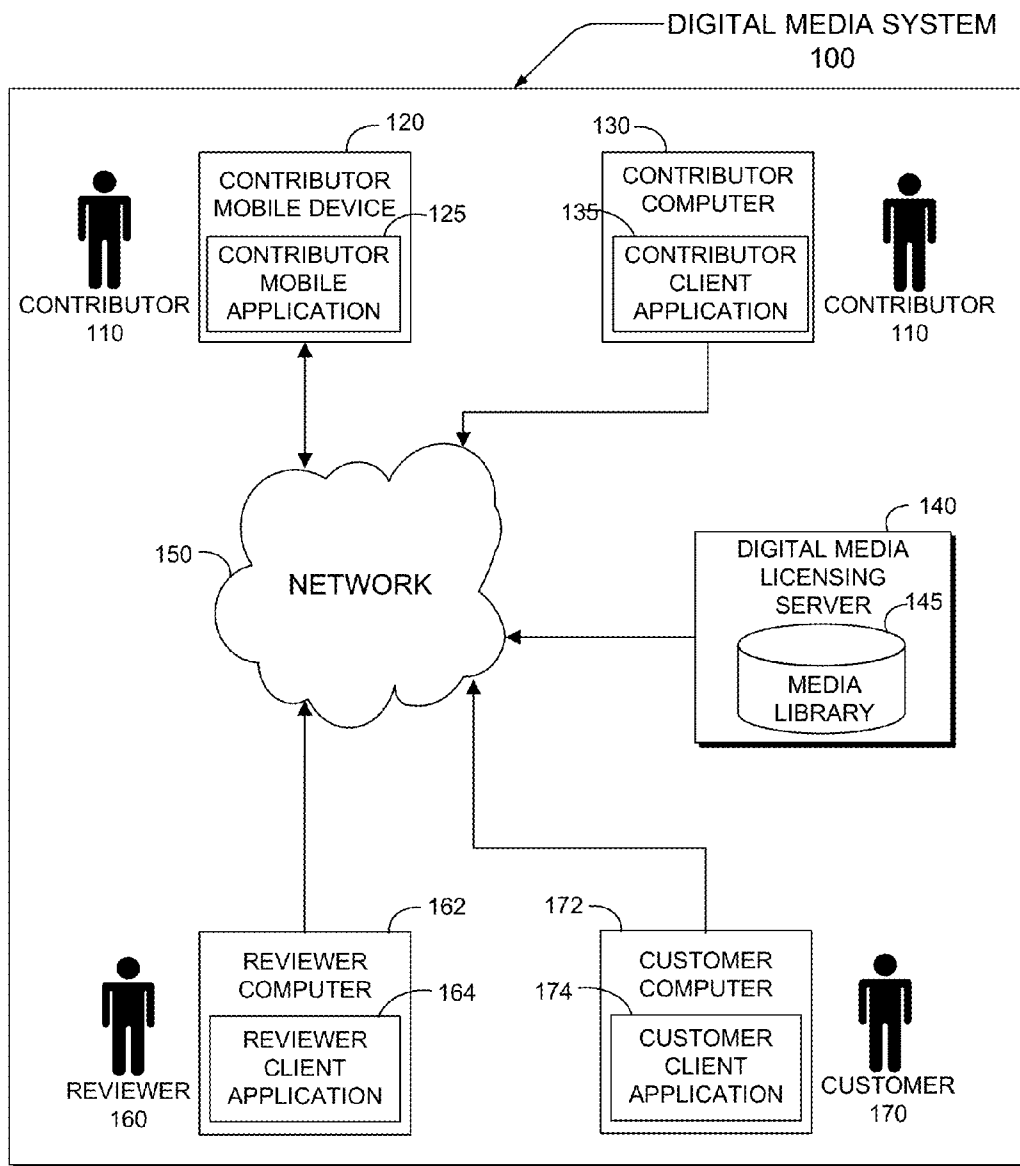 DIGITAL MEDIA SYSTEM
100
120
CONTRIBUTOR
MOBILE DEVICE
125
CONTRIBUTOR
MOBILE
APPLICATION
CONTRIBUTOR
110
130
CONTRIBUTOR
COMPUTER
135
CONTRIBUTOR
CLIENT
APPLICATION
CONTRIBUTOR
110
150
NETWORK
140
DIGITAL MEDIA
LICENSING
SERVER
145
MEDIA
LIBRARY
162
REVIEWER
COMPUTER
164
REVIEWER
CLIENT
APPLICATION
REVIEWER
160
172
CUSTOMER
COMPUTER
174
CUSTOMER
CLIENT
APPLICATION
CUSTOMER
170